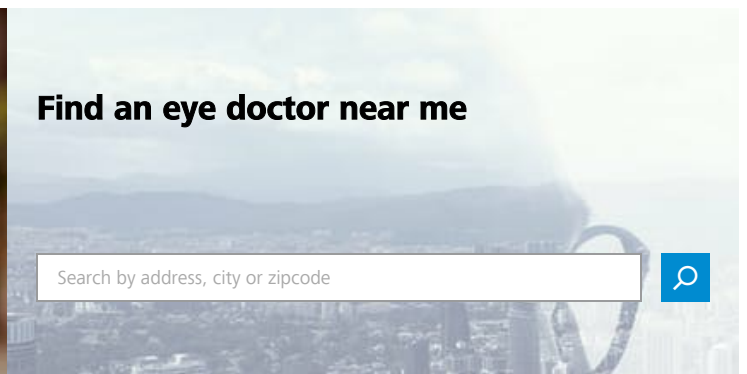 Find an eye doctor near me
Search by address, city or zipcode